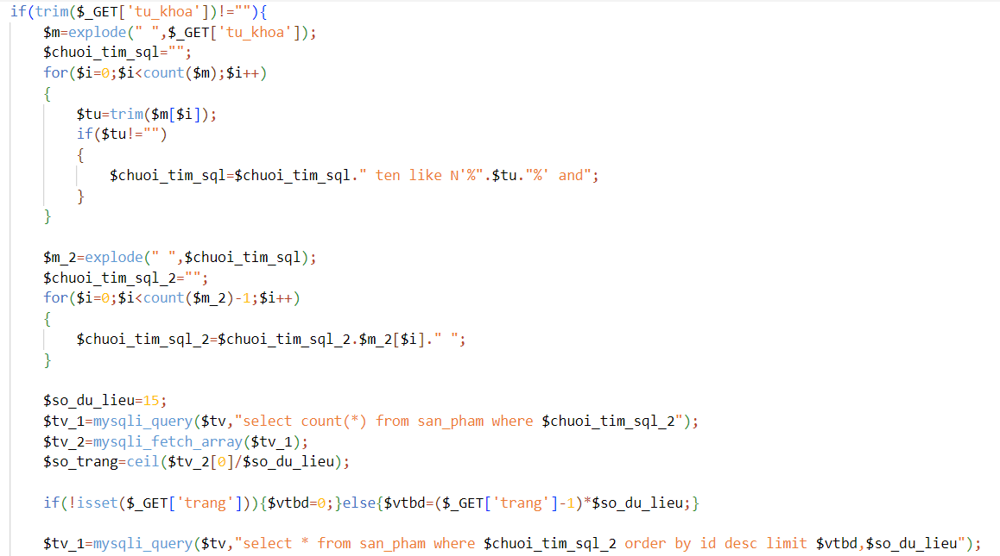 if(trim($_GET['tu_khoa'])!=""){
$m=explode(" ",$_GET['tu_khoa']);
$chuoi_tim_sql="";
for($i=0;$i<count($m);$i++)
{
$tu=trim($m[$i]);
if($tu!="")
{
$chuoi_tim_sql=$chuoi_tim_sql." ten like N'%".$tu."%' and";
}
}
$m_2=explode(" ",$chuoi_tim_sql);
$chuoi_tim_sql_2="";
for($i=0;$i<count($m_2)-1;$i++)
{
$chuoi_tim_sql_2=$chuoi_tim_sql_2.$m_2[$i]." ";
}
$so_du_lieu=15;
$tv_1=mysqli_query($tv,"select count(*) from san_pham where $chuoi_tim_sql_2");
$tv_2=mysqli_fetch_array($tv_1);
$so_trang=ceil($tv_2[0]/$so_du_lieu);
if(!isset($_GET['trang'])){$vtbd=0;}else{$vtbd=($_GET['trang']-1)*$so_du_lieu;}
$tv_1=mysqli_query($tv,"select * from san_pham where $chuoi_tim_sql_2 order by id desc limit $vtbd,$so_du_lieu");